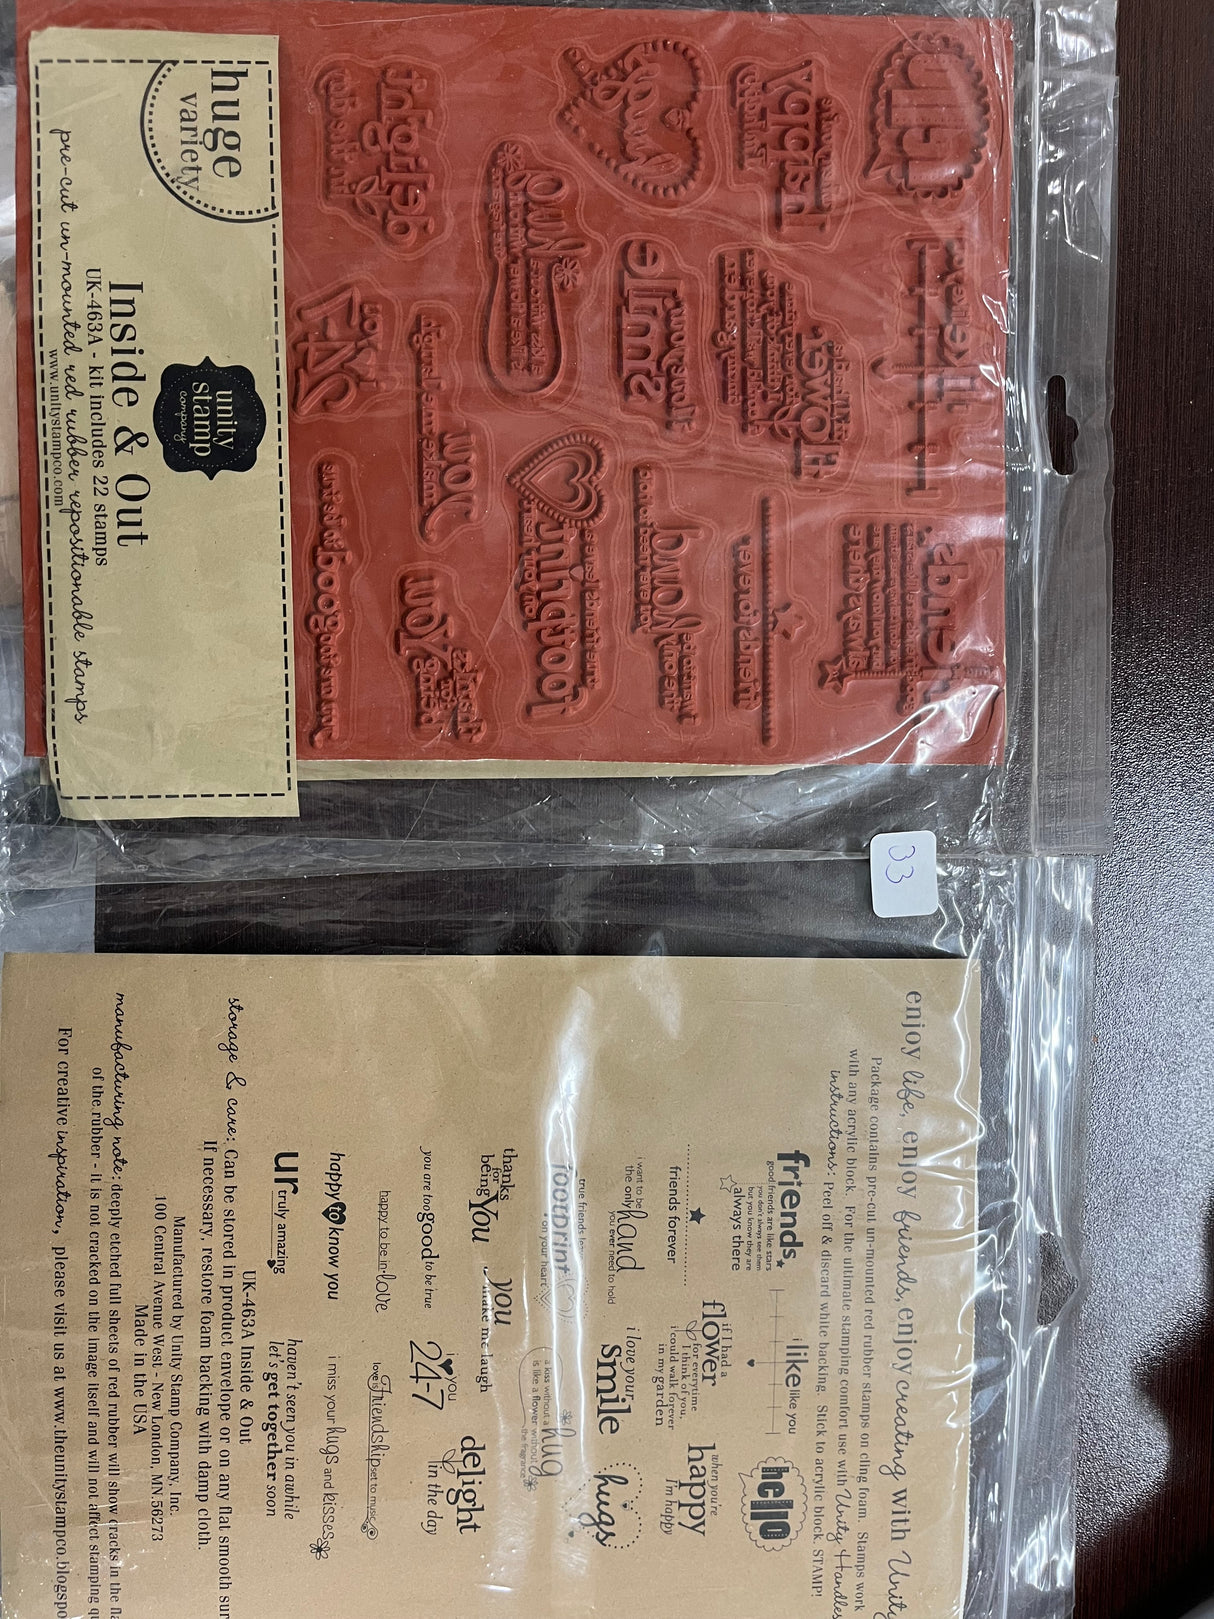 huge
variety
unity
stamp
company
Inside & Out
UK-463A - kit includes 22 stamps
pre-cut un-mounted red rubber repositionable stamps
www.unitystampco.com
33
enjoy life, enjoy friends, enjoy creating with Unity
Package contains pre-cut un-mounted red rubber stamps on cling foam. Stamps work
with any acrylic block. For the ultimate stamping comfort use with Unity Handles
instructions: Peel off & discard white backing. Stick to acrylic block. STAMP!
friends
good friends are like stars
you don't always see them
but you know they are
always there
i like like you
hello
friends forever
if I had a
flower
for everytime
I think of you,
i could walk forever
in my garden
when you're
happy
I'm happy
i want to be
the only hand
you ever need to hold
i love your
smile
hugs
true friends
footprint
on your heart
a kiss without a hug
is like a flower without
the fragrance
thanks
for
being you
you
make me laugh
delight
in the day
you are too good to be true
i you
24-7
happy to be in love
love is friendship set to music
happy to know you
i miss your hugs and kisses
ur truly amazing
haven't seen you in awhile
let's get together soon
UK-463A Inside & Out
storage & care: Can be stored in product envelope or on any flat smooth sur
If necessary, restore foam backing with damp cloth.
Manufactured by Unity Stamp Company, Inc.
100 Central Avenue West - New London, MN 56273
Made in the USA
manufacturing note: deeply etched full sheets of red rubber will show cracks in the fla
of the rubber - it is not cracked on the image itself and will not affect stamping qu
For creative inspiration, please visit us at www.theunitystampco.blogspo